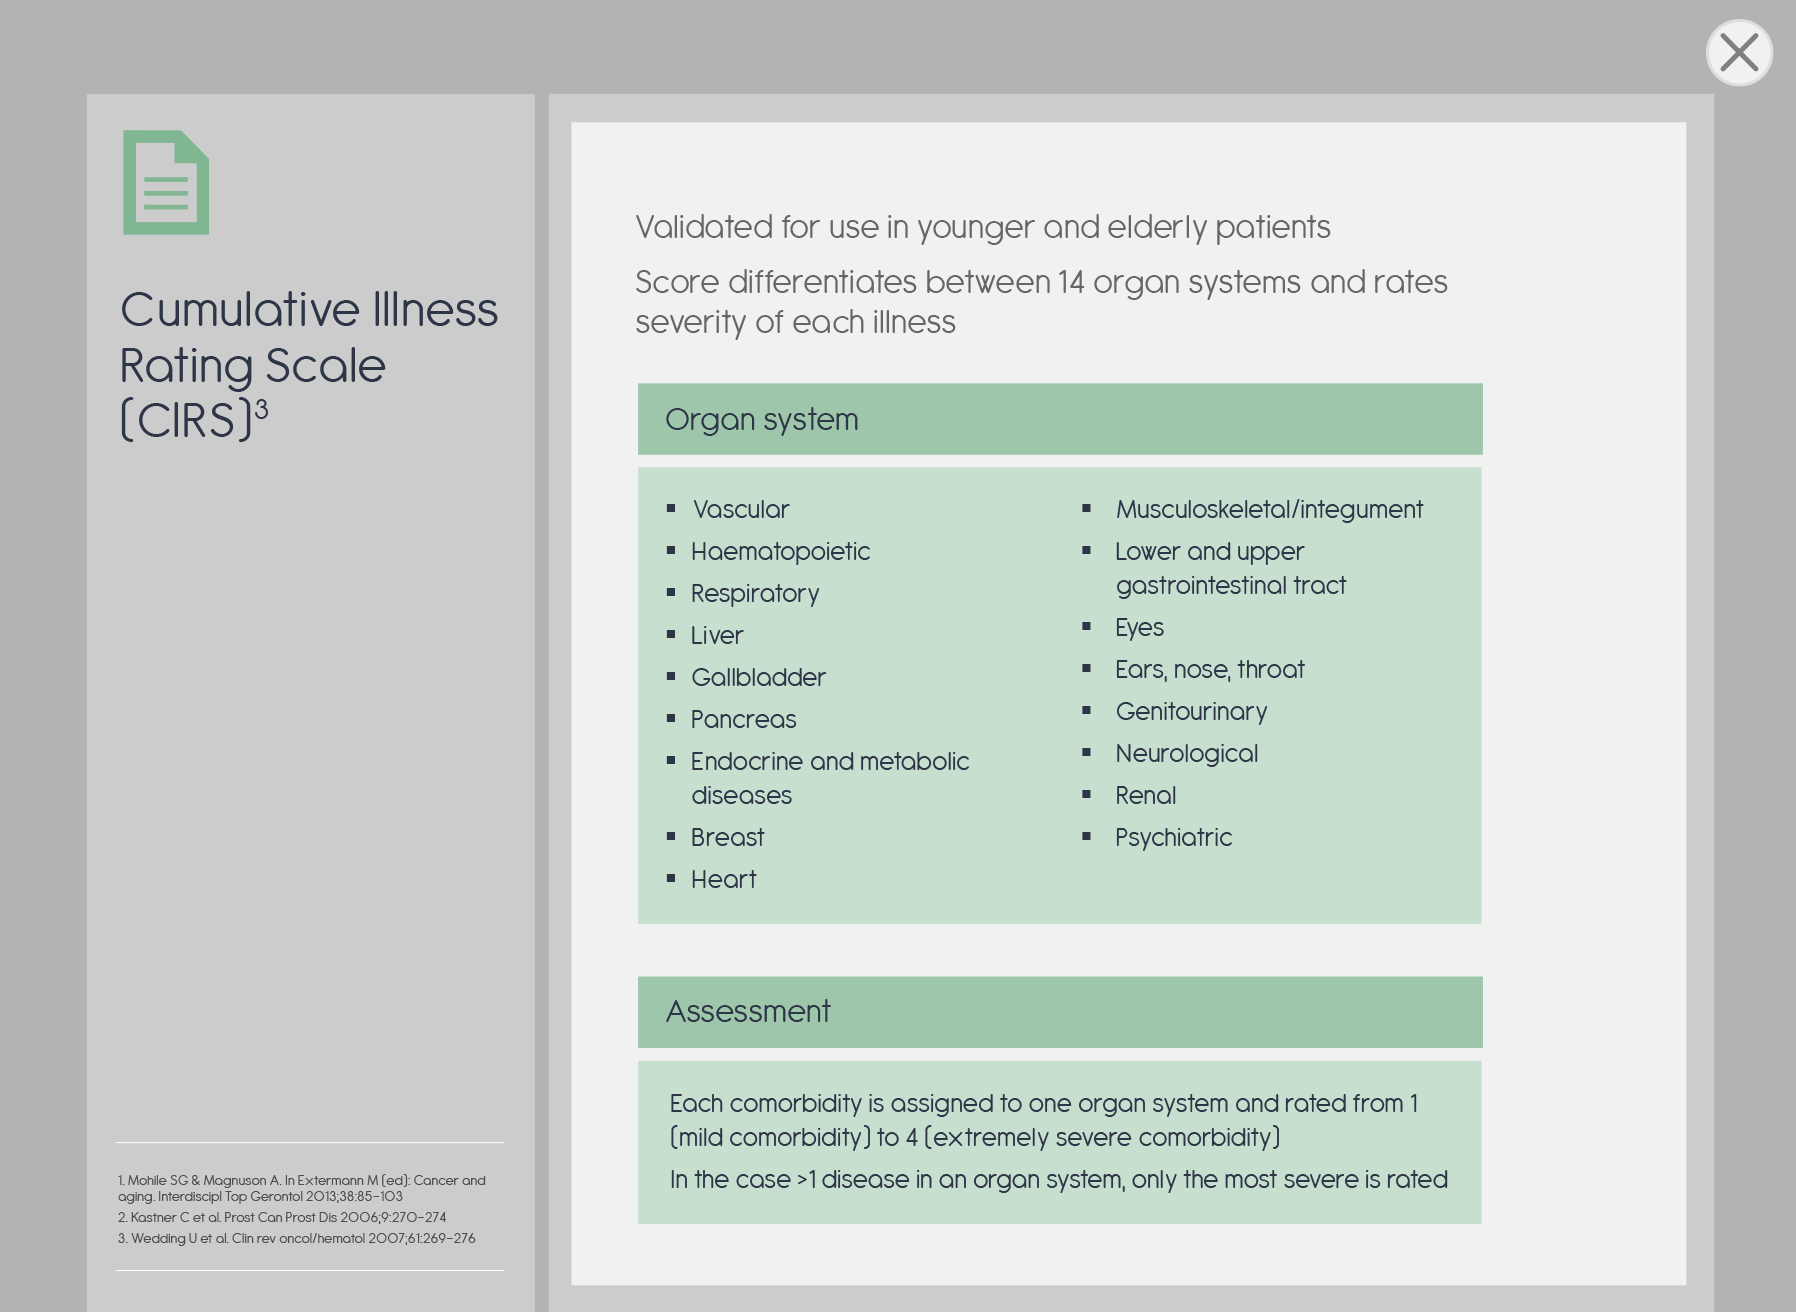 Cumulative Illness
Rating Scale
(CIRS)³
1. Mohile SG & Magnuson A. In Extermann M (ed): Cancer and
aging. Interdiscipl Top Gerontol 2013;38:85–103
2. Kastner C et al. Prost Can Prost Dis 2006;9:270–274
3. Wedding U et al. Clin rev oncol/hematol 2007;61:269–276
Validated for use in younger and elderly patients
Score differentiates between 14 organ systems and rates
severity of each illness
Organ system
▪ Vascular
▪ Haematopoietic
▪ Respiratory
▪ Liver
▪ Gallbladder
▪ Pancreas
▪ Endocrine and metabolic
diseases
▪ Breast
▪ Heart
▪ Musculoskeletal/integument
▪ Lower and upper
gastrointestinal tract
▪ Eyes
▪ Ears, nose, throat
▪ Genitourinary
▪ Neurological
▪ Renal
▪ Psychiatric
Assessment
Each comorbidity is assigned to one organ system and rated from 1
(mild comorbidity) to 4 (extremely severe comorbidity)
In the case >1 disease in an organ system, only the most severe is rated